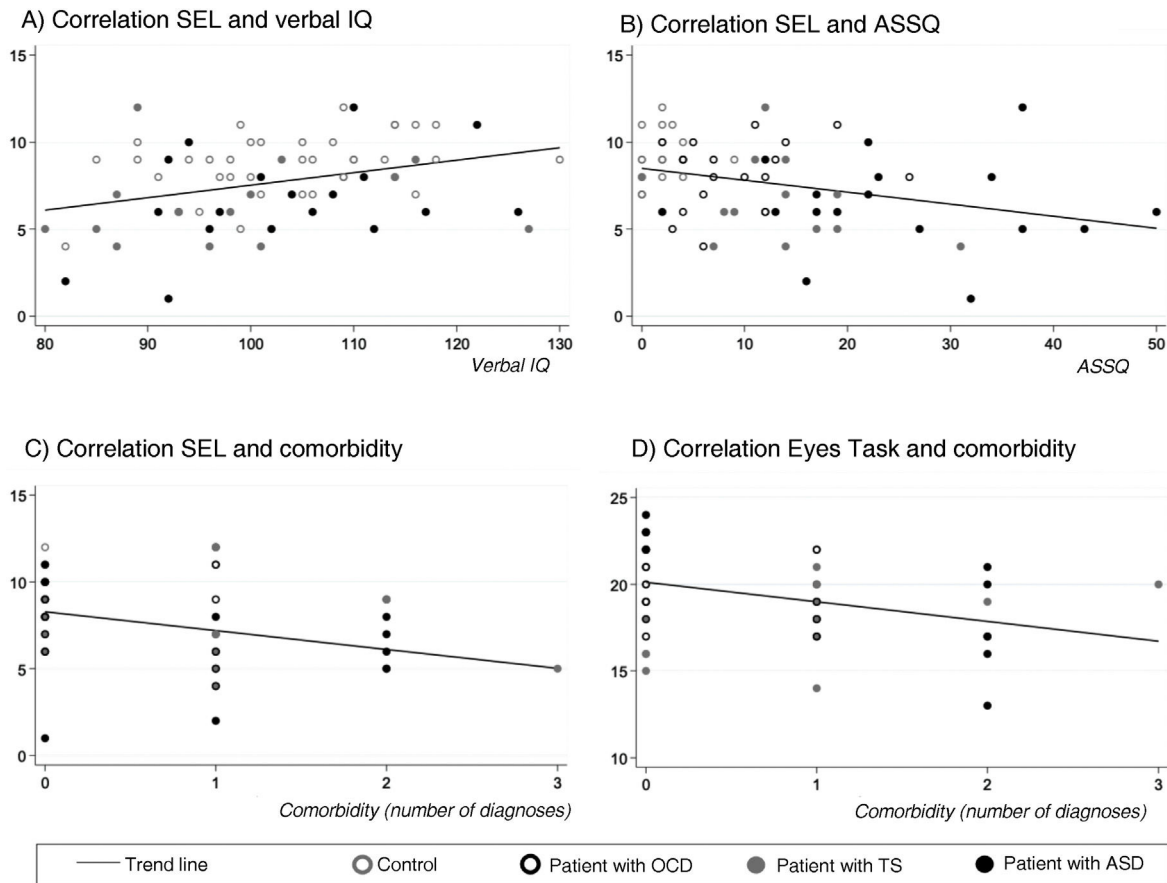 A) Correlation SEL and verbal IQ
15
10
5
0
80 90 100 110 120 130
Verbal IQ
B) Correlation SEL and ASSQ
15
10
5
0
0 10 20 30 40 50
ASSQ
C) Correlation SEL and comorbidity
15
10
5
0
0 1 2 3
Comorbidity (number of diagnoses)
D) Correlation Eyes Task and comorbidity
25
20
15
10
0 1 2 3
Comorbidity (number of diagnoses)
Trend line Control Patient with OCD Patient with TS Patient with ASD